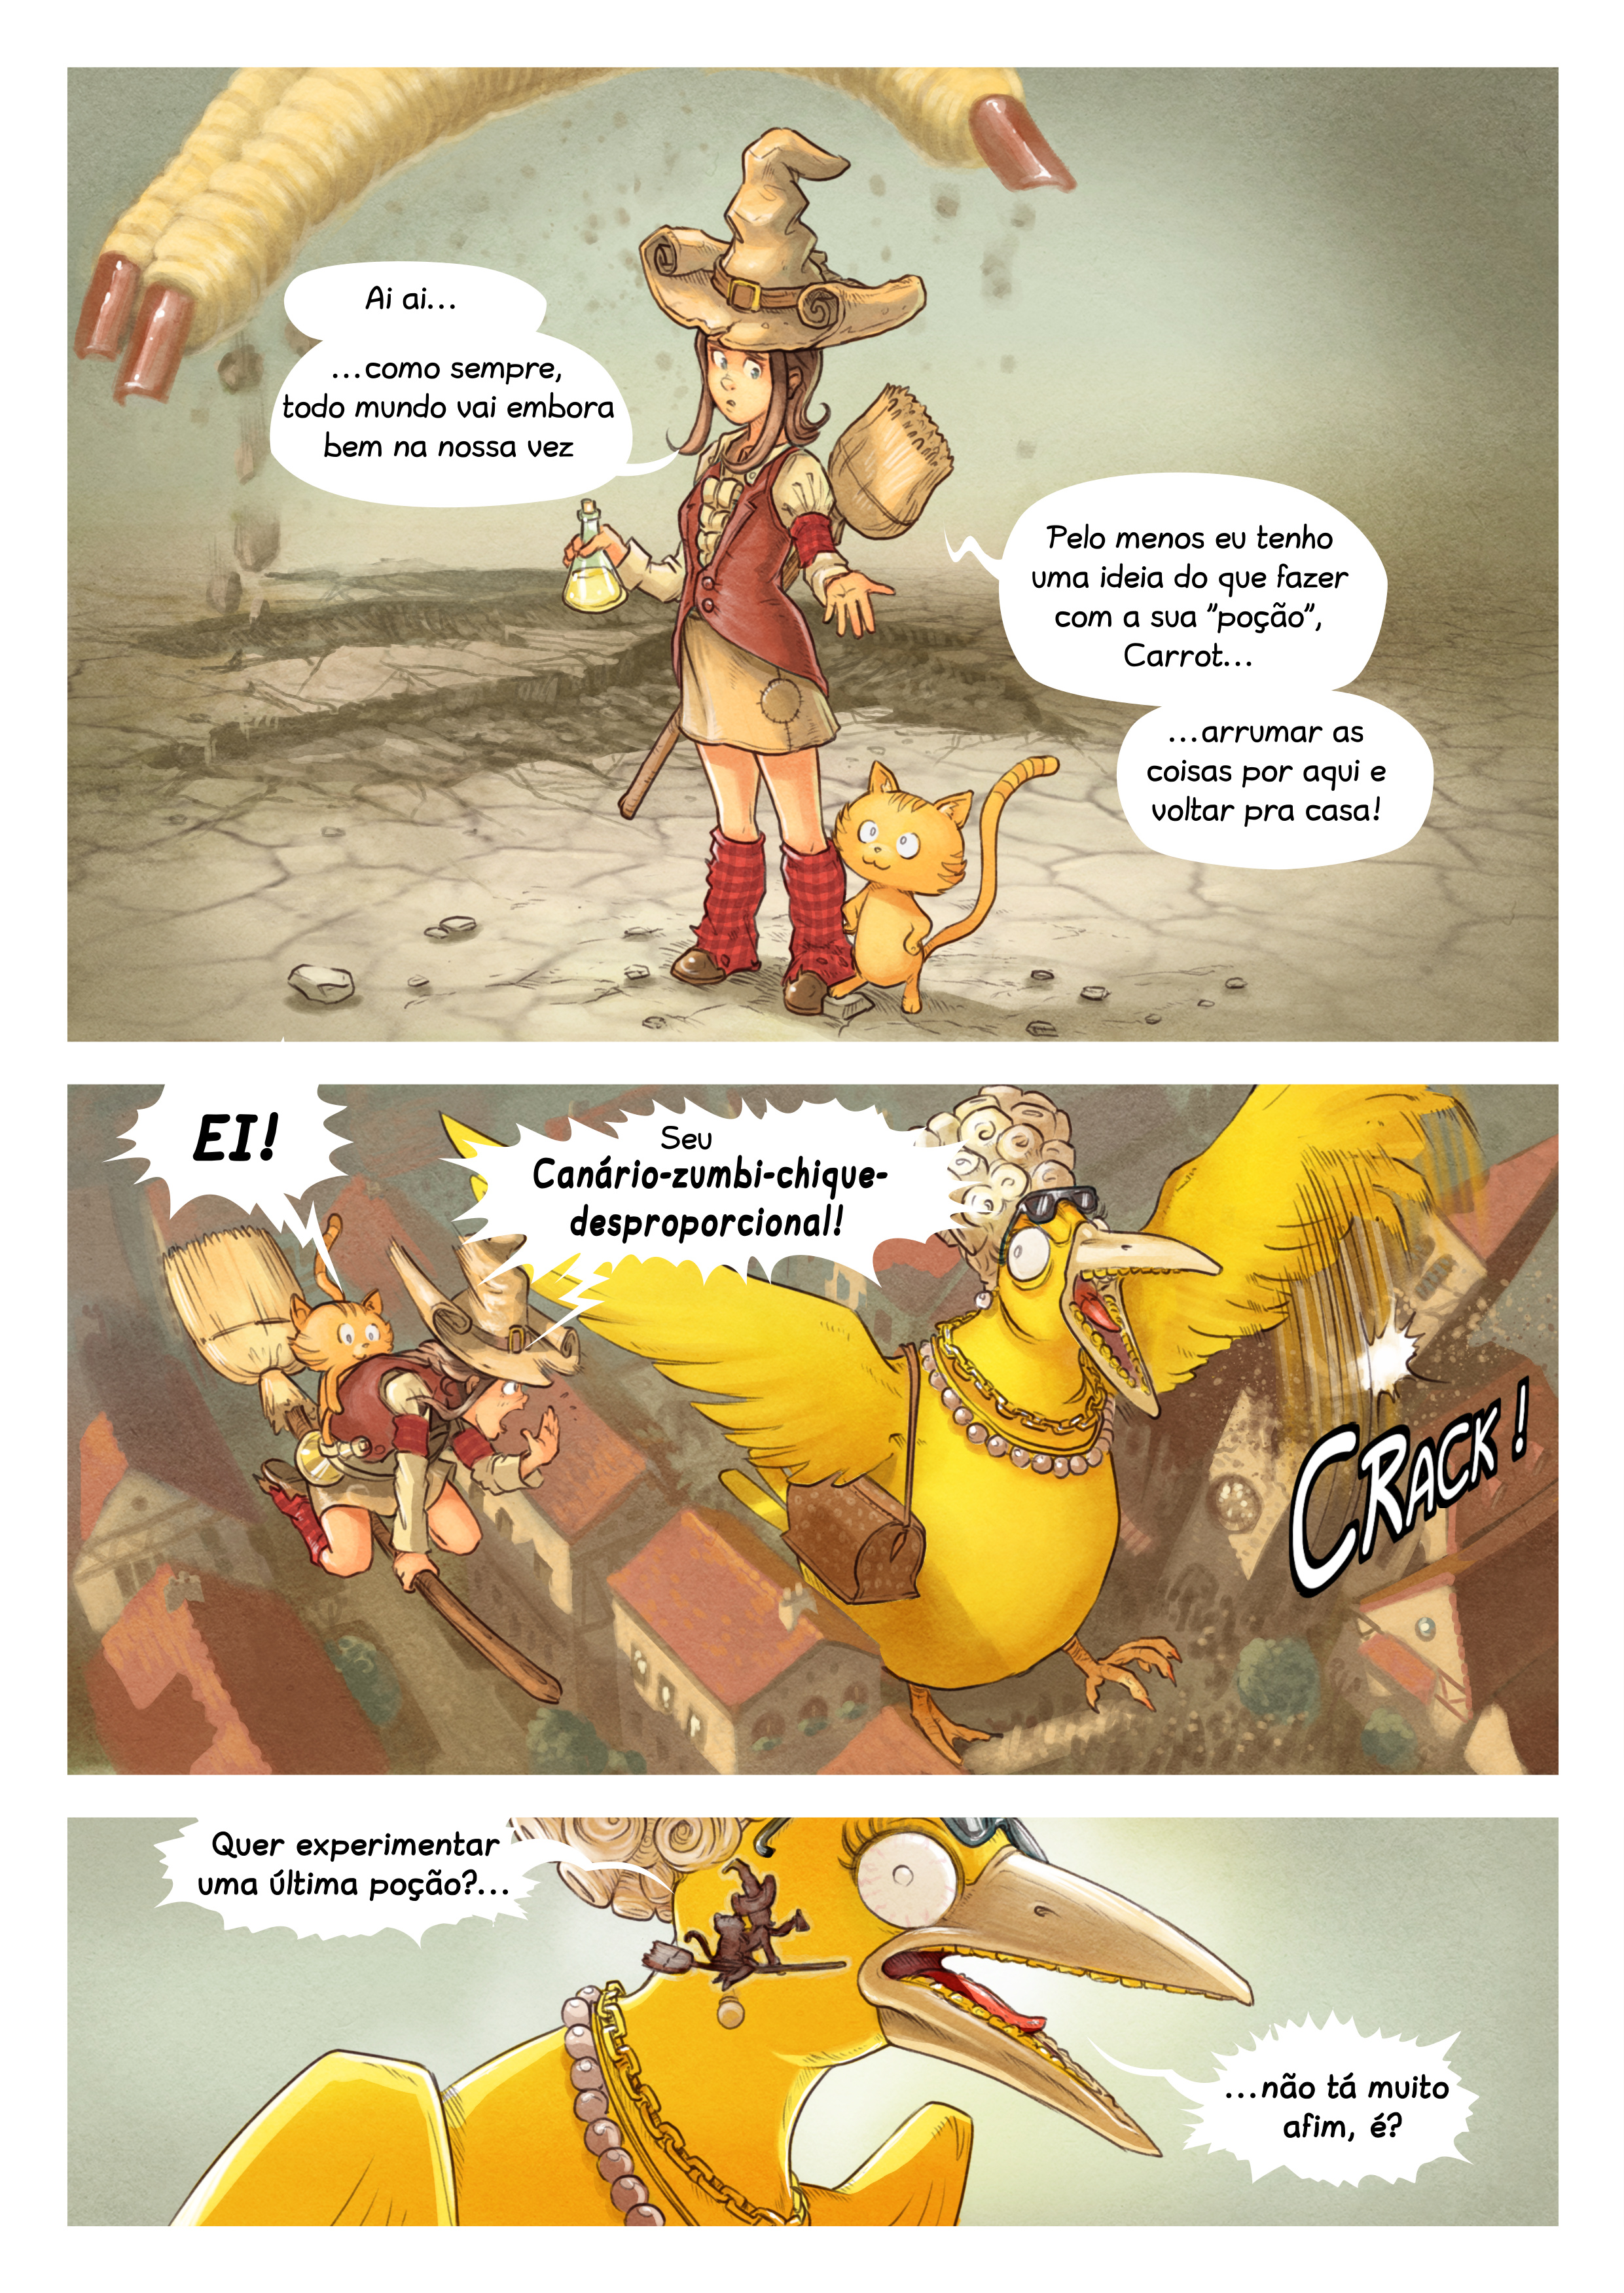 Ai ai...
...como sempre,
todo mundo vai embora
bem na nossa vez
Pelo menos eu tenho
uma ideia do que fazer
com a sua "poção",
Carrot...
...arrumar as
coisas por aqui e
voltar pra casa!
EI!
Seu
Canário-zumbi-chique-
desproporcional!
CRACK !
Quer experimentar
uma última poção?...
...não tá muito
afim, é?